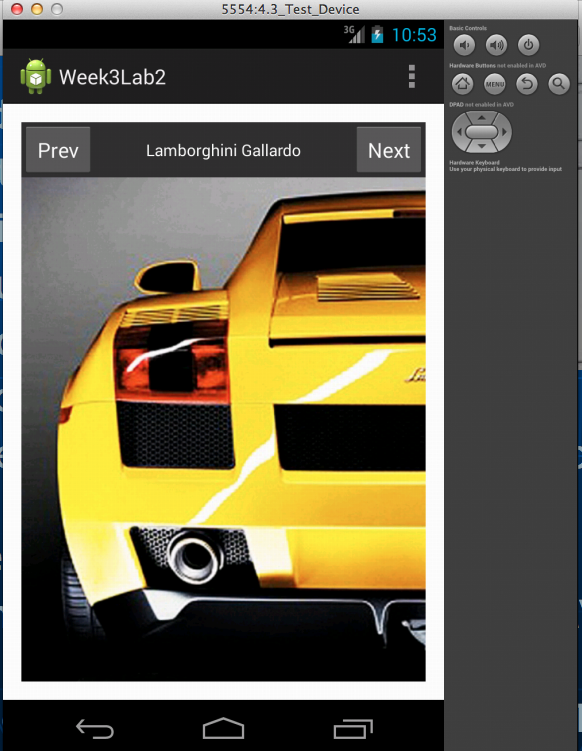 5554:4.3_Test_Device
3G 10:53
Week3Lab2
Prev Lamborghini Gallardo Next
Basic Controls
Hardware Buttons not enabled in AVD
MENU
DPAD not enabled in AVD
Hardware Keyboard
Use your physical keyboard to provide input